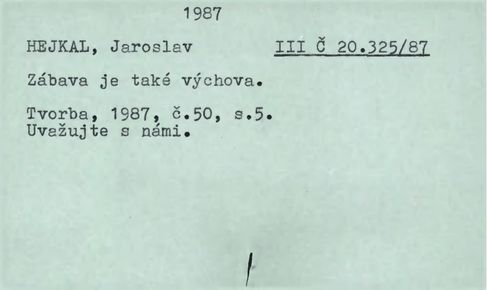 1987
HEJKAL, Jaroslav III Č 20.325/87
Zábava je také výchova.
Tvorba, 1987, č.50, s.5.
Uvažujte s námi.